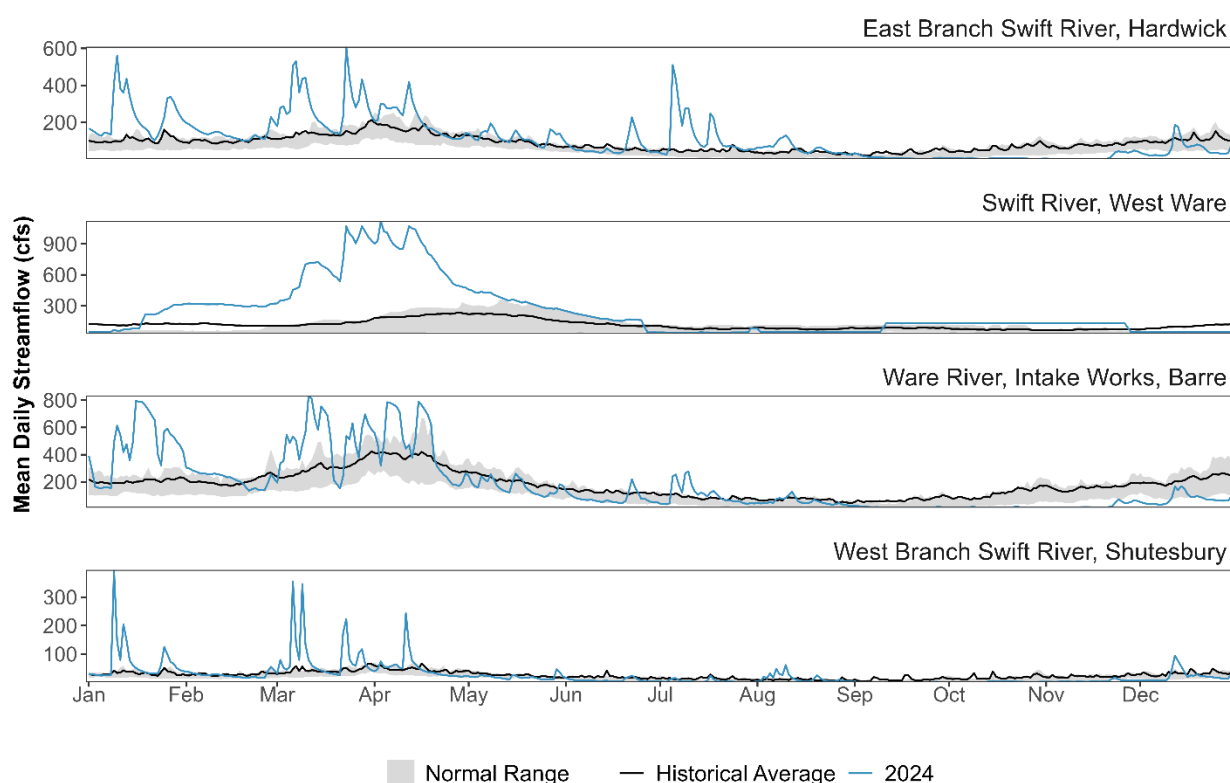 East Branch Swift River, Hardwick
600
400
200
Swift River, West Ware
900
600
300
Ware River, Intake Works, Barre
800
600
400
200
West Branch Swift River, Shutesbury
300
200
100
Mean Daily Streamflow (cfs)
Jan Feb Mar Apr May Jun Jul Aug Sep Oct Nov Dec
Normal Range Historical Average 2024